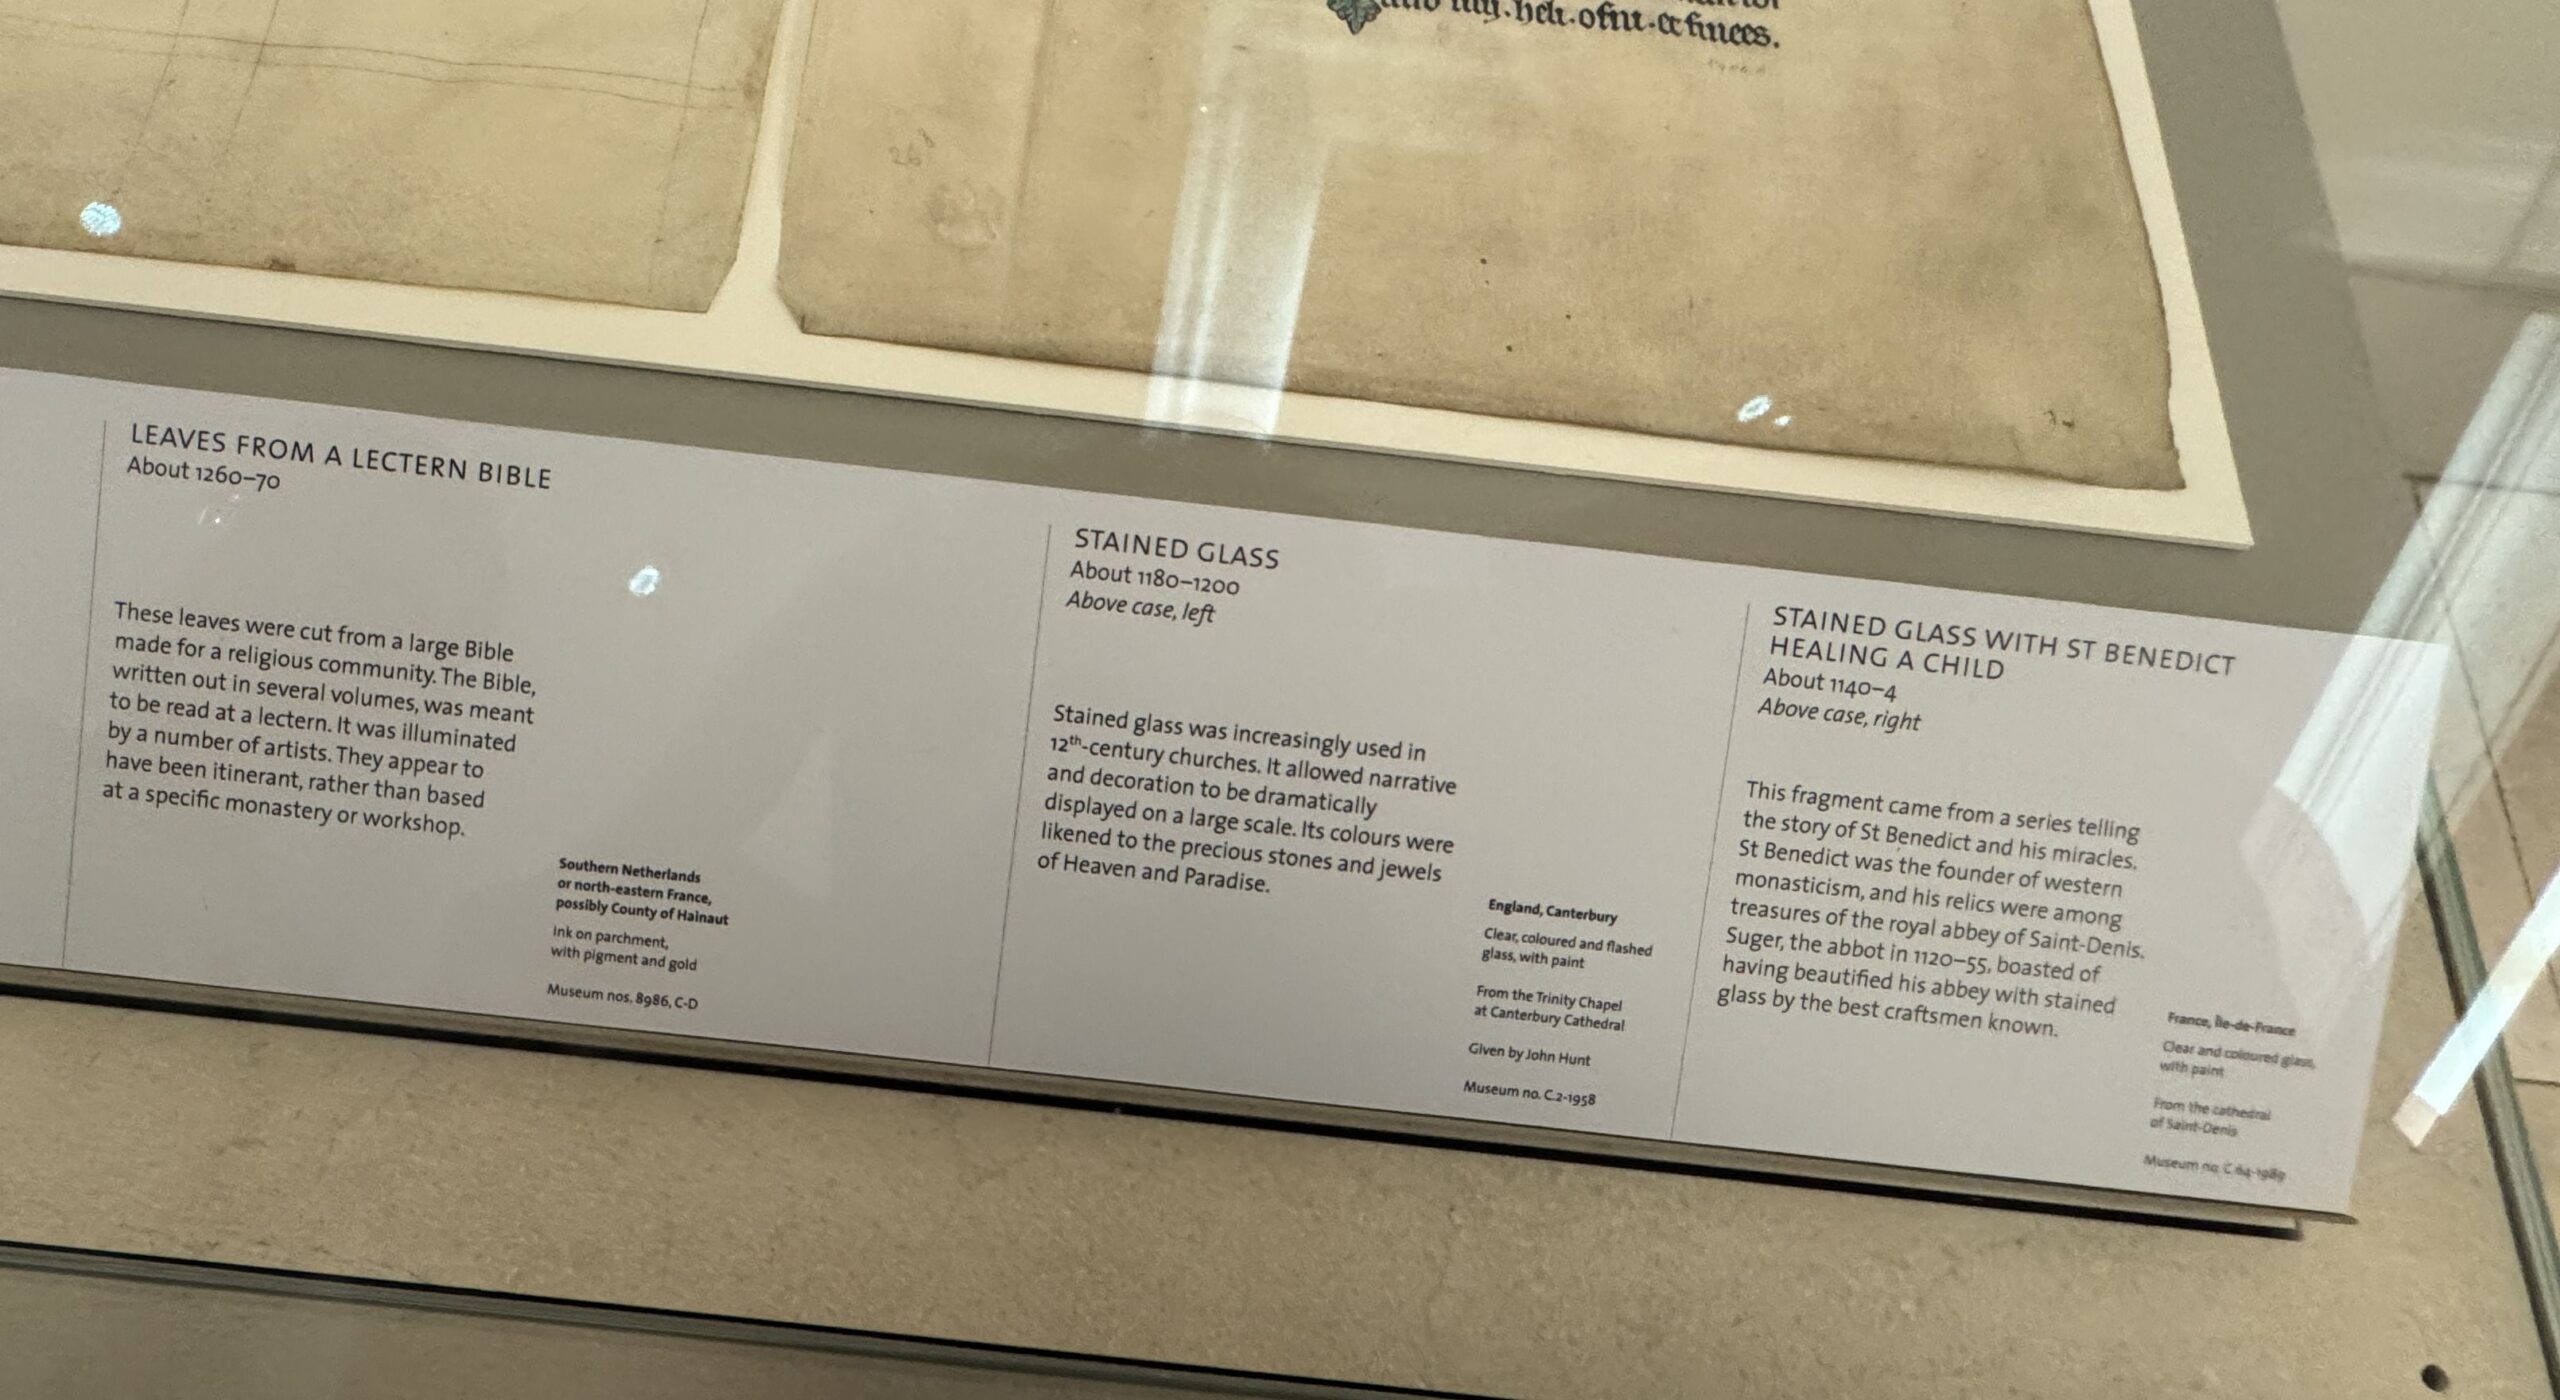 .heli.ofni.et finees.
268
LEAVES FROM A LECTERN BIBLE
About 1260–70
These leaves were cut from a large Bible
made for a religious community. The Bible,
written out in several volumes, was meant
to be read at a lectern. It was illuminated
by a number of artists. They appear to
have been itinerant, rather than based
at a specific monastery or workshop.
Southern Netherlands
or north-eastern France,
possibly County of Hainaut
Ink on parchment,
with pigment and gold
Museum nos. 8986, C-D
STAINED GLASS
About 1180–1200
Above case, left
Stained glass was increasingly used in
12th-century churches. It allowed narrative
and decoration to be dramatically
displayed on a large scale. Its colours were
likened to the precious stones and jewels
of Heaven and Paradise.
England, Canterbury
Clear, coloured and flashed
glass, with paint
From the Trinity Chapel
at Canterbury Cathedral
Given by John Hunt
Museum no. C.2-1958
STAINED GLASS WITH ST BENEDICT
HEALING A CHILD
About 1140–4
Above case, right
This fragment came from a series telling
the story of St Benedict and his miracles.
St Benedict was the founder of western
monasticism, and his relics were among
treasures of the royal abbey of Saint-Denis.
Suger, the abbot in 1120–55, boasted of
having beautified his abbey with stained
glass by the best craftsmen known.
France, Île-de-France
Clear and coloured glass,
with paint
From the cathedral
of Saint-Denis
Museum no. C.64-1989